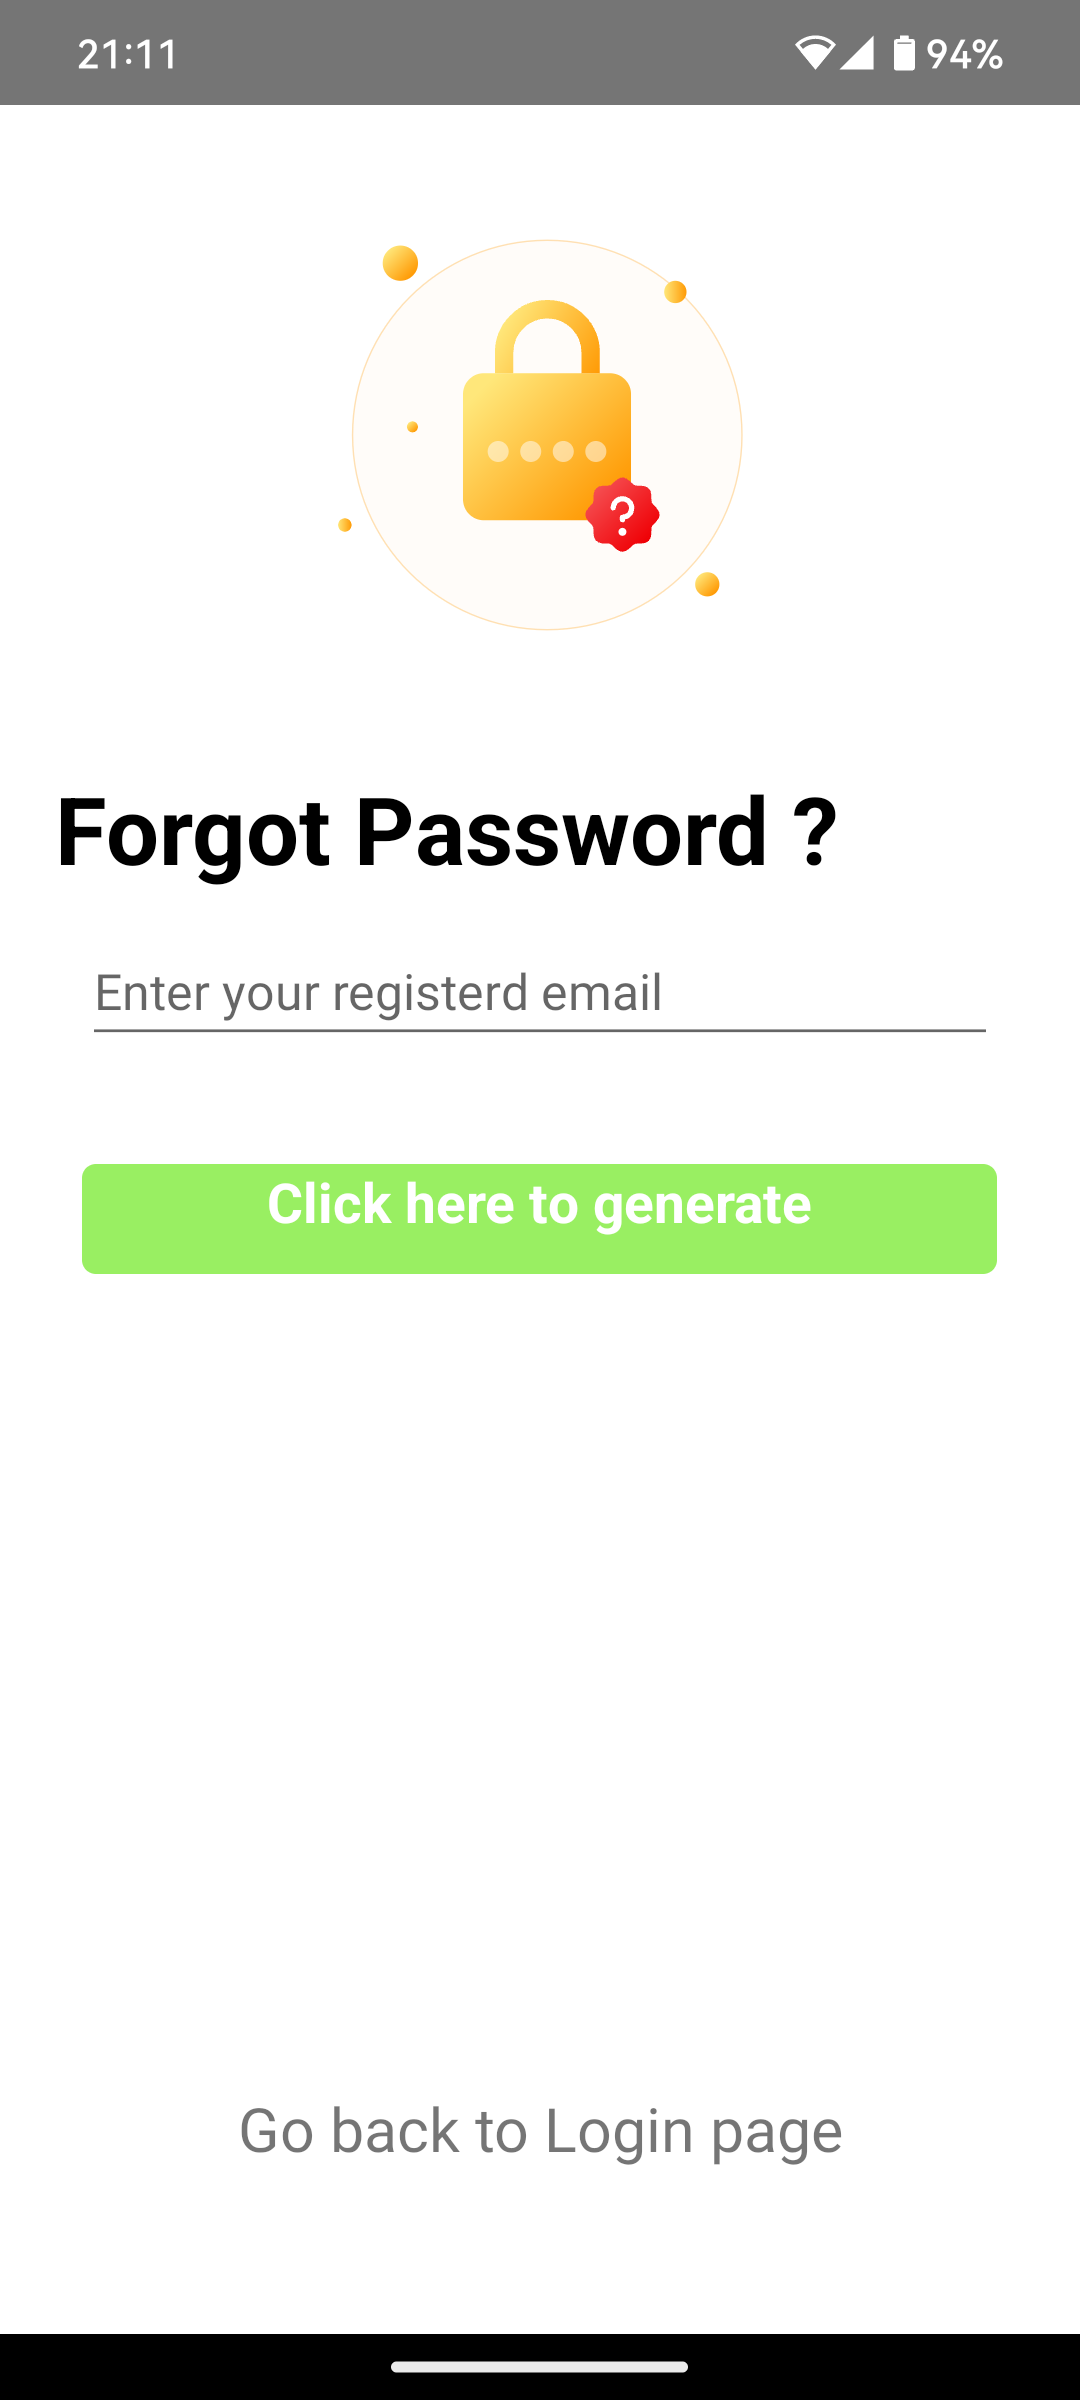 21:11
94%
Forgot Password ?
Enter your registerd email
Click here to generate
Go back to Login page